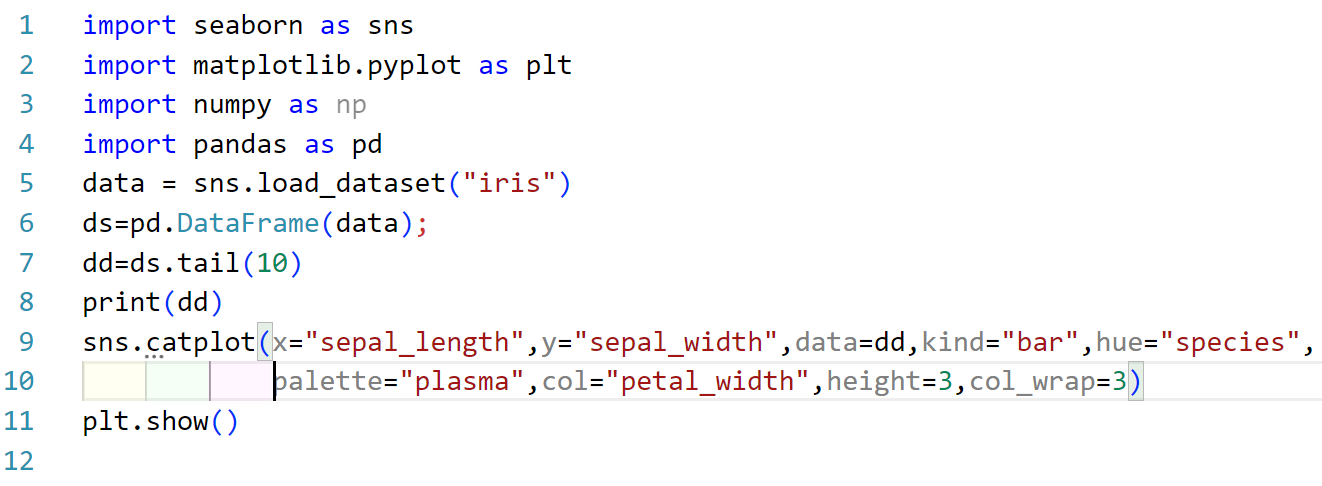 1 import seaborn as sns
2 import matplotlib.pyplot as plt
3 import numpy as np
4 import pandas as pd
5 data = sns.load_dataset("iris")
6 ds=pd.DataFrame(data);
7 dd=ds.tail(10)
8 print(dd)
9 sns.catplot(x="sepal_length",y="sepal_width",data=dd,kind="bar",hue="species",
10             palette="plasma",col="petal_width",height=3,col_wrap=3)
11 plt.show()
12